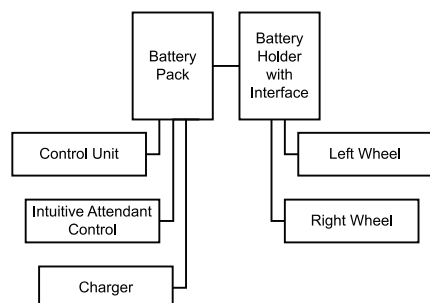 Battery
Pack
Battery
Holder
with
Interface
Control Unit
Left Wheel
Intuitive Attendant
Control
Right Wheel
Charger